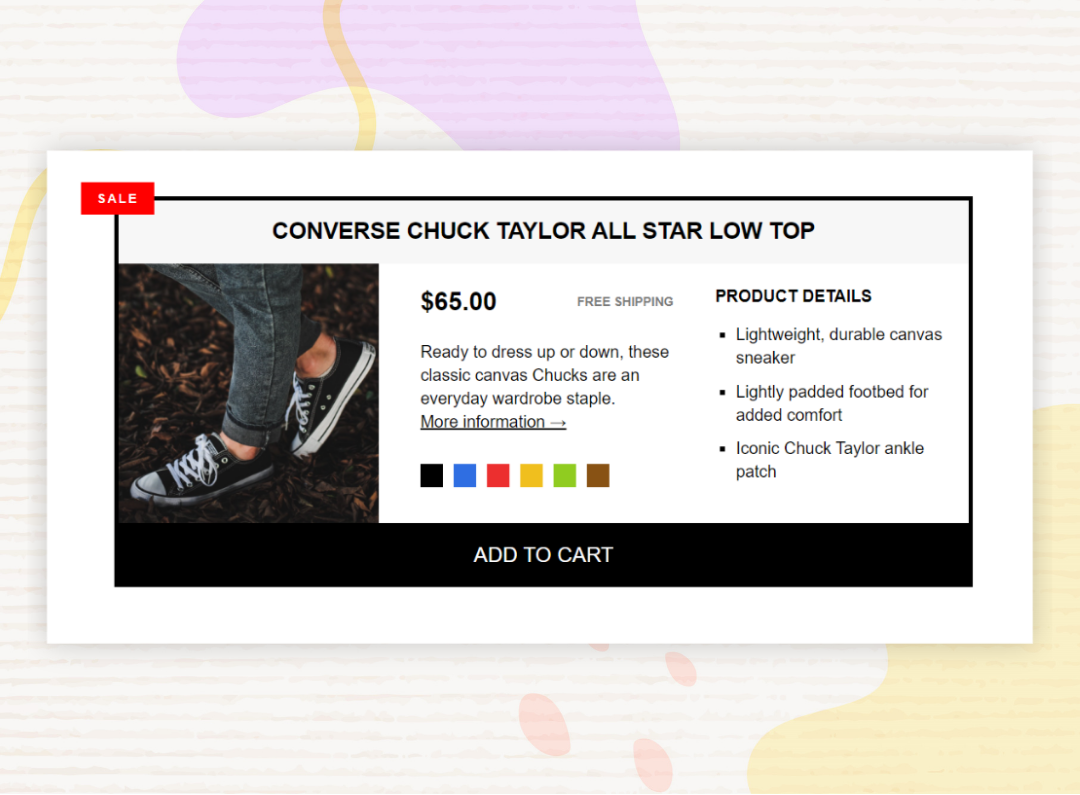 SALE
CONVERSE CHUCK TAYLOR ALL STAR LOW TOP
$65.00
FREE SHIPPING
Ready to dress up or down, these
classic canvas Chucks are an
everyday wardrobe staple.
More information →
PRODUCT DETAILS
▪ Lightweight, durable canvas
sneaker
▪ Lightly padded footbed for
added comfort
▪ Iconic Chuck Taylor ankle
patch
ADD TO CART